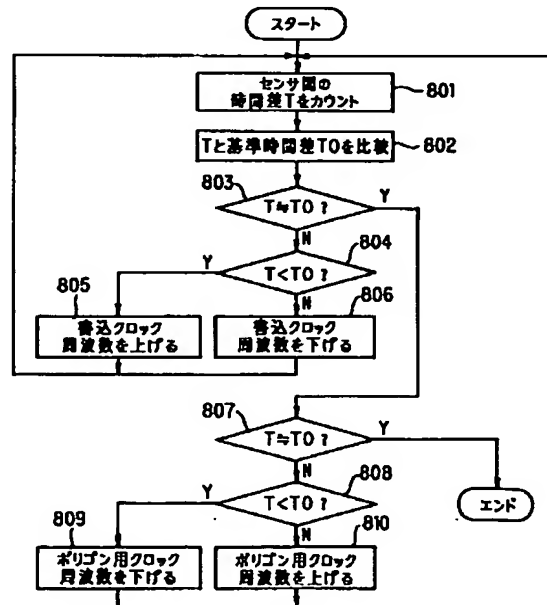 スタート
センサ間の
時間差Tをカウント
801
Tと基準時間差T0を比較
802
803
T≒T0?
Y
N
804
Y
T<T0?
N
805
書込クロック
周波数を上げる
806
書込クロック
周波数を下げる
807
T≒T0?
Y
N
808
Y
T<T0?
N
エンド
809
ポリゴン用クロック
周波数を下げる
810
ポリゴン用クロック
周波数を上げる